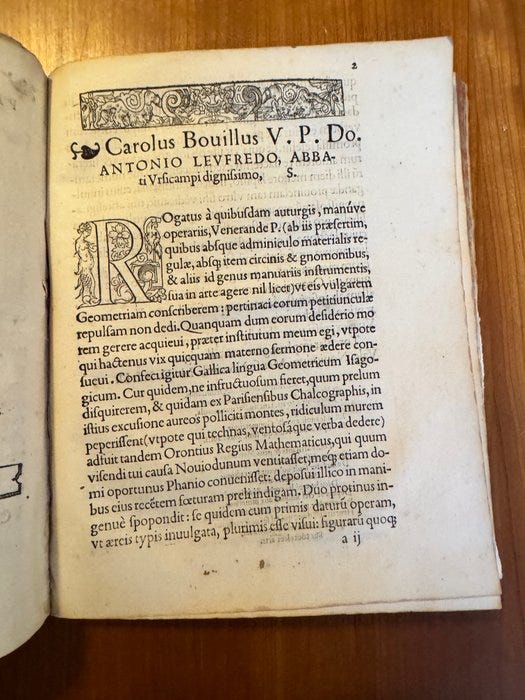 2
Carolus Bouillus V. P. Do.
ANTONIO LEVFREDO, ABBA-
ti Vrsicampi dignissimo, S.
ROgatus à quibusdam auturgis, manúve
operariis, Venerande P. (ab iis præsertim,
quibus absque adminiculo materialis re-
gulæ, absq; item circinis & gnomonibus,
& aliis id genus manuariis instrumentis,
sua in arte agere nil licet) vt eis vulgarem
Geometriam conscriberem: pertinaci eorum petitiunculæ
repulsam non dedi. Quanquam dum eorum desiderio mo
rem gerere acquieui, præter institutum meum egi, vtpote
qui hactenus vix quicquam materno sermone ædere con-
sueui. Confeci igitur Gallica lingua Geometricum Isago-
gicum. Cur quidem, ne infructuosum fieret, quum prelum
disquirerem, & quidam ex Parisiensibus Chalcographis, in
istius excusione aureos polliciti montes, ridiculum murem
peperissent (vtpote qui technas, ventosáque verba dedere)
adfuit tandem Orontius Regius Mathematicus, qui quum
visendi tui causa Nouiodunum ventitasset, meq; etiam do-
mi oportunus Phanio conuenisset: deposui illico in mani-
bus eius recētem fœturam preli indigam. Duo protinus in-
genuè spopondit: se quidem cum primis daturū operam,
vt æreis typis inuulgata, plurimis esse visui: figurarū quoq;
a ij